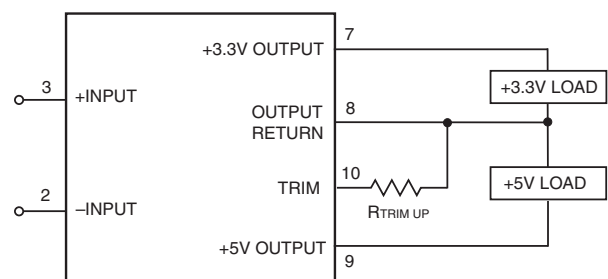 7
+3.3V OUTPUT
3
+INPUT
+3.3V LOAD
8
OUTPUT
RETURN
10
TRIM
+5V LOAD
2
–INPUT
RTRIM UP
+5V OUTPUT
9